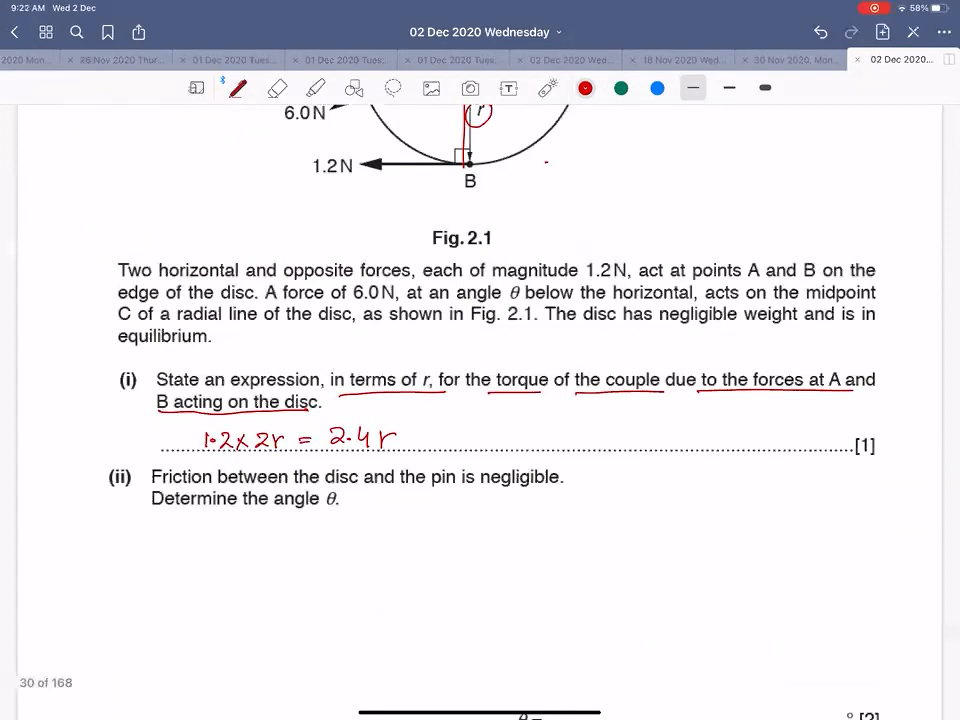 9:22 AM Wed 2 Dec
58%
02 Dec 2020 Wednesday
2020 Mon...
26 Nov 2020 Thur...
01 Dec 2020 Tues...
01 Dec 2020 Tues...
01 Dec 2020 Tues...
02 Dec 2020 Wed...
18 Nov 2020 Wed...
30 Nov 2020, Mon...
02 Dec 2020...
6.0 N
r
1.2 N
B
Fig. 2.1
Two horizontal and opposite forces, each of magnitude 1.2 N, act at points A and B on the
edge of the disc. A force of 6.0 N, at an angle θ below the horizontal, acts on the midpoint
C of a radial line of the disc, as shown in Fig. 2.1. The disc has negligible weight and is in
equilibrium.
(i) State an expression, in terms of r, for the torque of the couple due to the forces at A and
B acting on the disc.
1.2 × 2r = 2.4 r
[1]
(ii) Friction between the disc and the pin is negligible.
Determine the angle θ.
30 of 168
θ = ° [2]